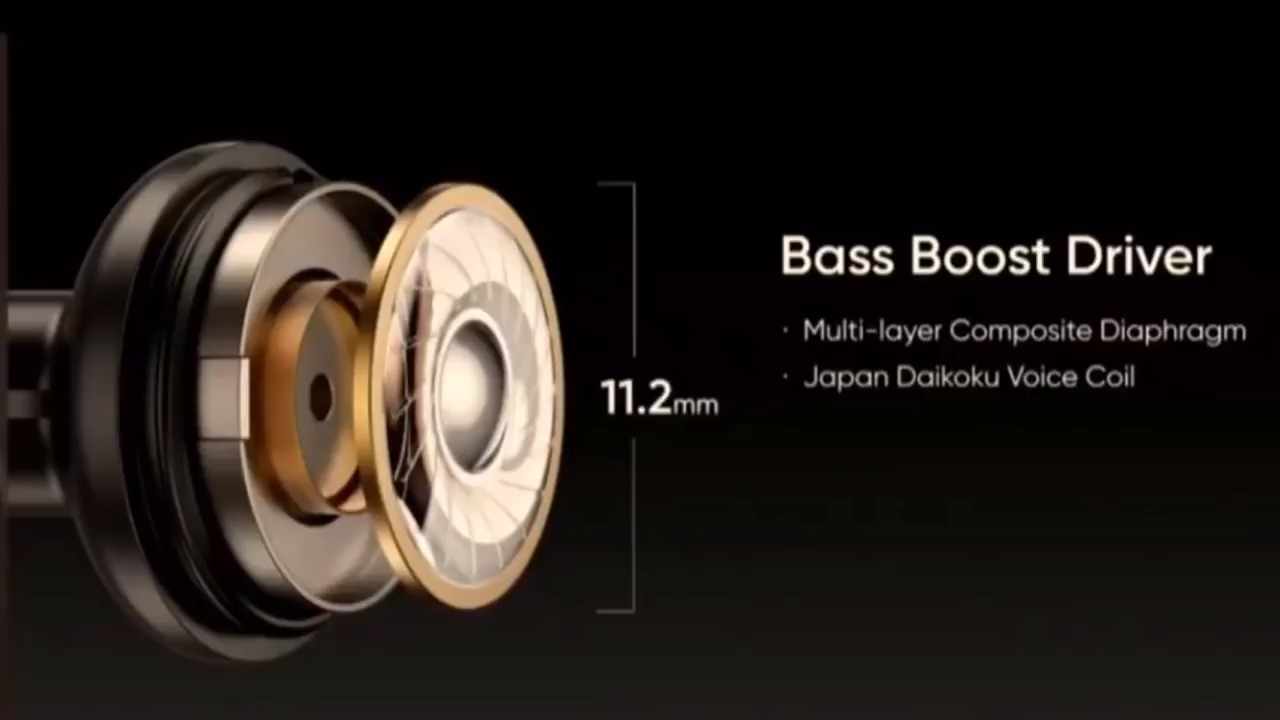 Bass Boost Driver
· Multi-layer Composite Diaphragm
· Japan Daikoku Voice Coil
11.2mm